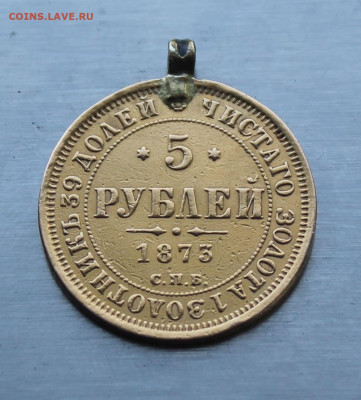 COINS.LAVE.RU
ЧИСТАГО ЗОЛОТА 1 ЗОЛОТНИКЪ 39 ДОЛЕЙ
* 5 *
РУБЛЕЙ
1873
С.П.Б.